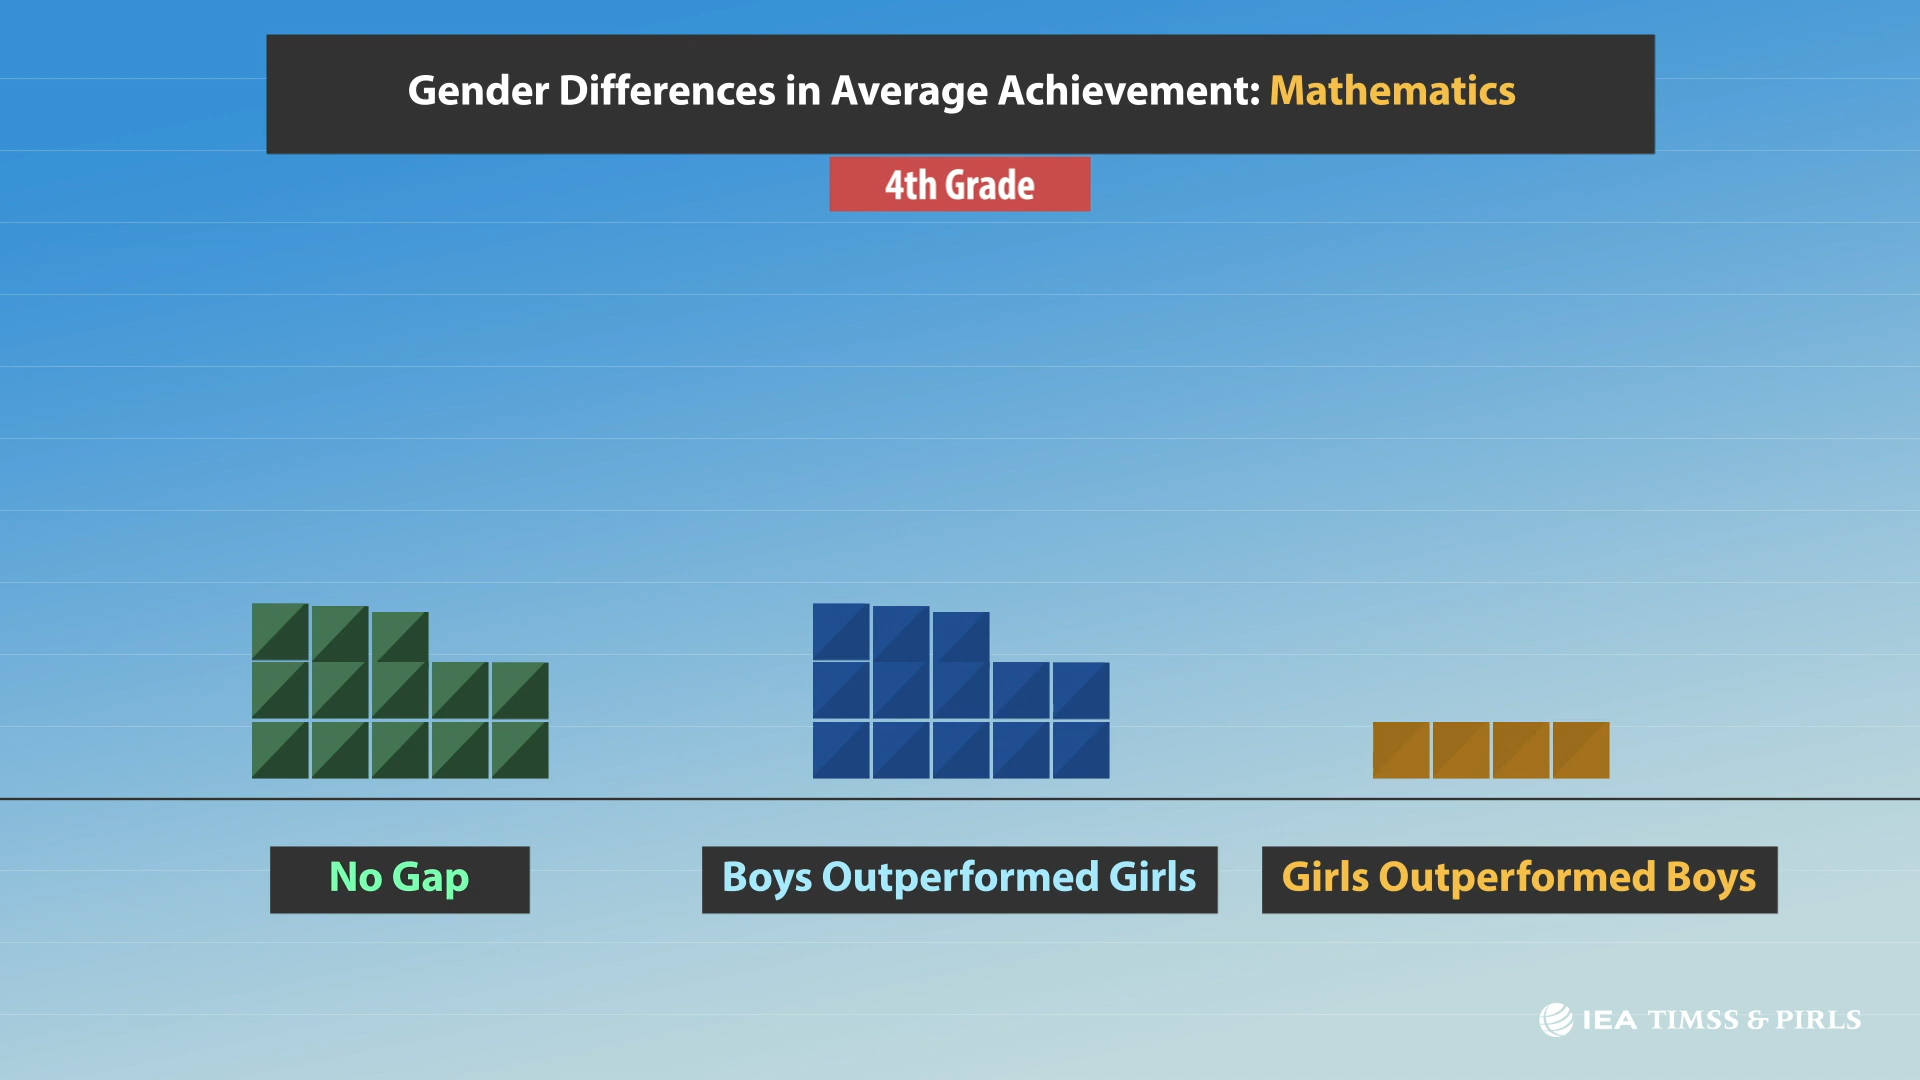 Gender Differences in Average Achievement: Mathematics
4th Grade
No Gap
Boys Outperformed Girls
Girls Outperformed Boys
IEA TIMSS & PIRLS